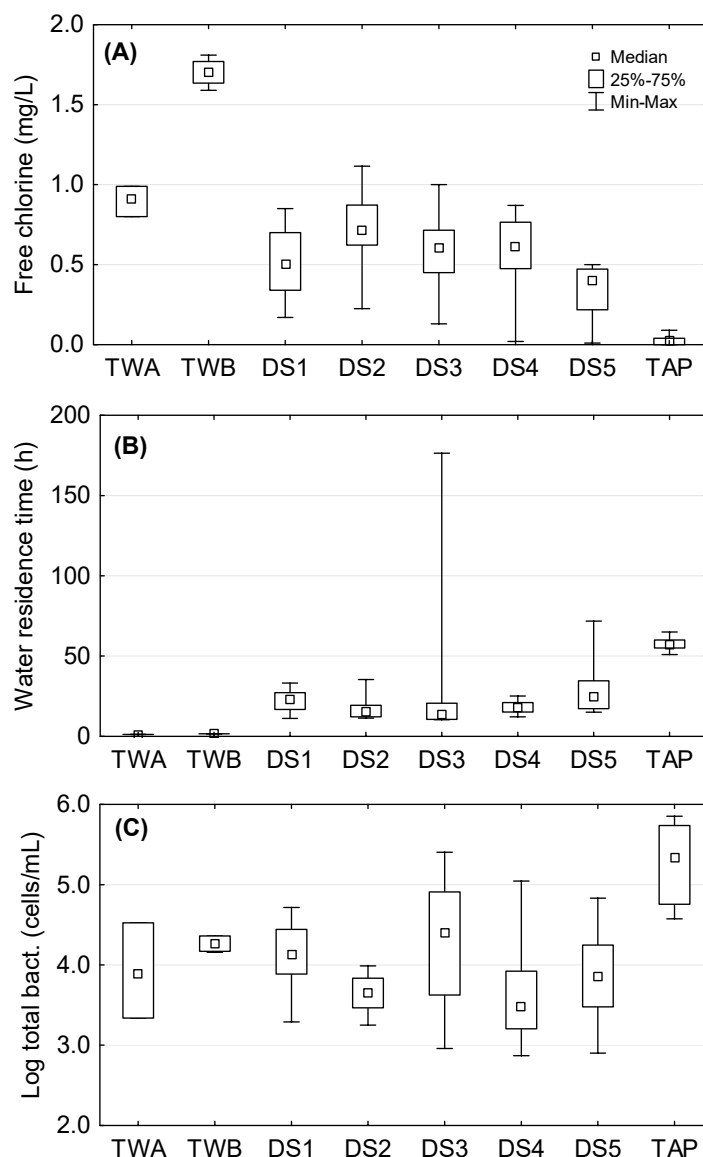 (A)
Median
25%-75%
Min-Max
Free chlorine (mg/L)
2.0
1.5
1.0
0.5
0.0
TWA TWB DS1 DS2 DS3 DS4 DS5 TAP
(B)
Water residence time (h)
200
150
100
50
0
TWA TWB DS1 DS2 DS3 DS4 DS5 TAP
(C)
Log total bact. (cells/mL)
6.0
5.0
4.0
3.0
2.0
TWA TWB DS1 DS2 DS3 DS4 DS5 TAP